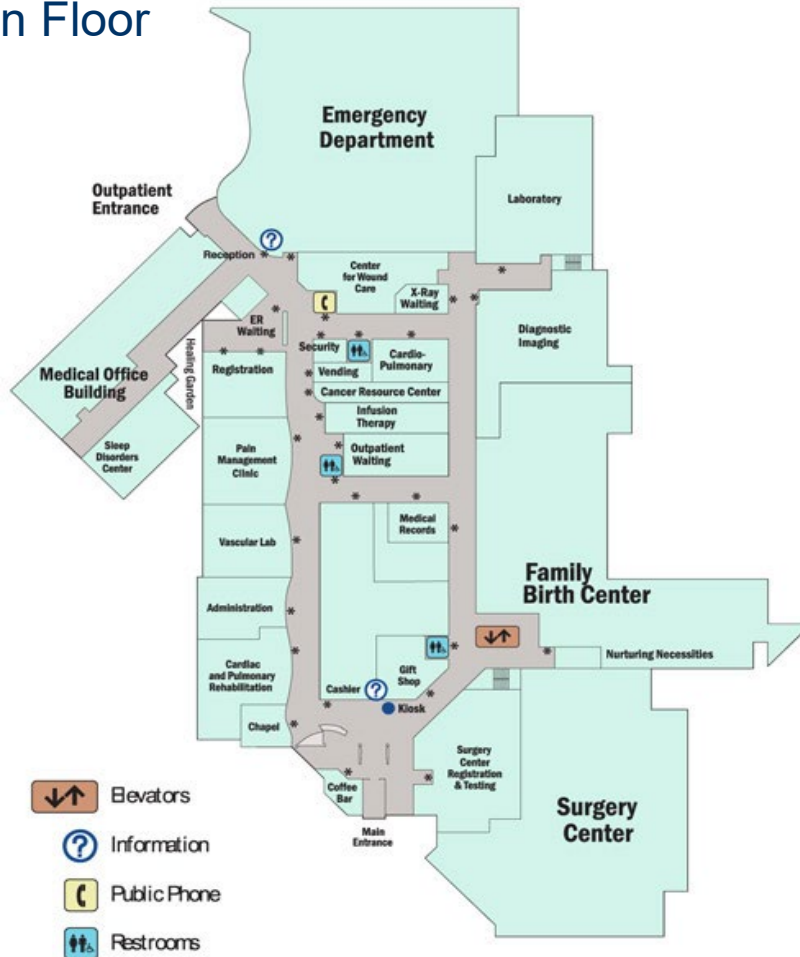 n Floor
Emergency
Department
Outpatient
Entrance
Laboratory
Reception
Center
for Wound
Care
X-Ray
Waiting
ER
Waiting
Security
Cardio-
Pulmonary
Diagnostic
Imaging
Vending
Healing Garden
Registration
Medical Office
Building
Cancer Resource Center
Infusion
Therapy
Sleep
Disorders
Center
Pain
Management
Clinic
Outpatient
Waiting
Medical
Records
Vascular Lab
Family
Birth Center
Administration
Nurturing Necessities
Cardiac
and Pulmonary
Rehabilitation
Gift
Shop
Cashier
Kiosk
Chapel
Surgery
Center
Registration
& Testing
Coffee
Bar
Main
Entrance
Surgery
Center
Elevators
Information
Public Phone
Restrooms